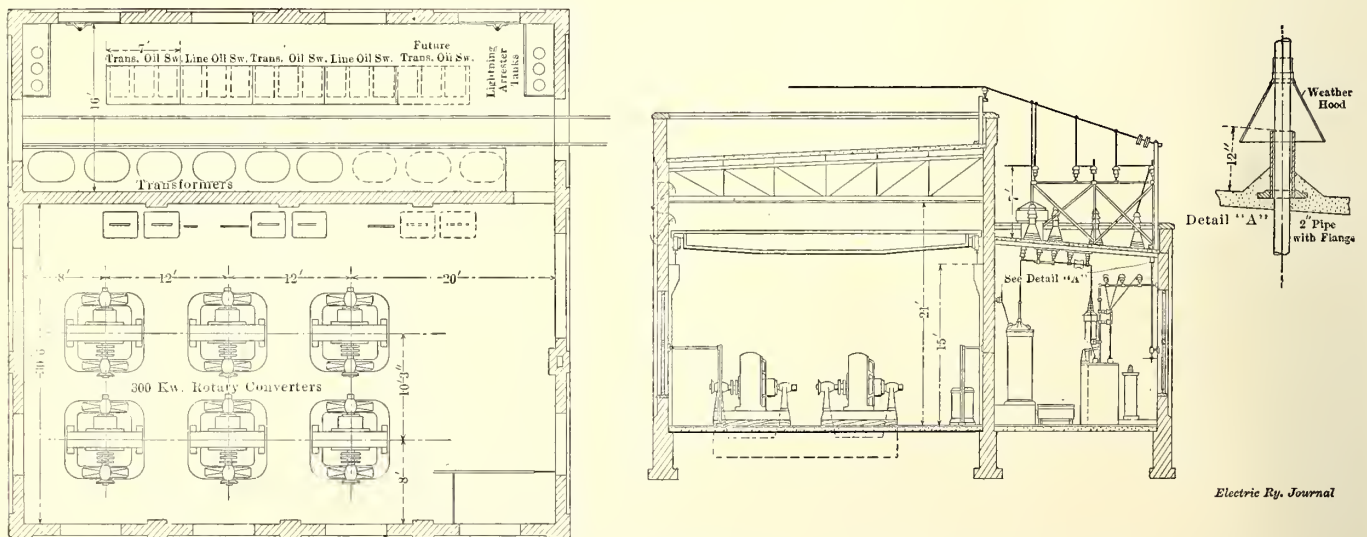 7'
Future
Trans. Oil Sw. Line Oil Sw. Trans. Oil Sw. Line Oil Sw. Trans. Oil Sw.
Lightning
Arrester
Tanks
16'
Transformers
8' 12' 12' 20'
300 Kw. Rotary Converters
10'3"
8'
7'
See Detail "A"
21'
15'
Weather
Hood
12"
Detail "A"
2" Pipe
with Flange
Electric Ry. Journal